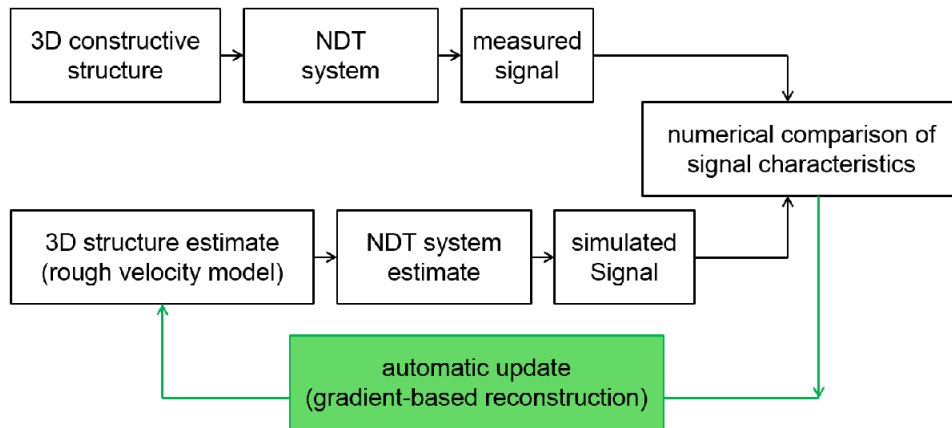 3D constructive
structure
NDT
system
measured
signal
numerical comparison of
signal characteristics
3D structure estimate
(rough velocity model)
NDT system
estimate
simulated
Signal
automatic update
(gradient-based reconstruction)